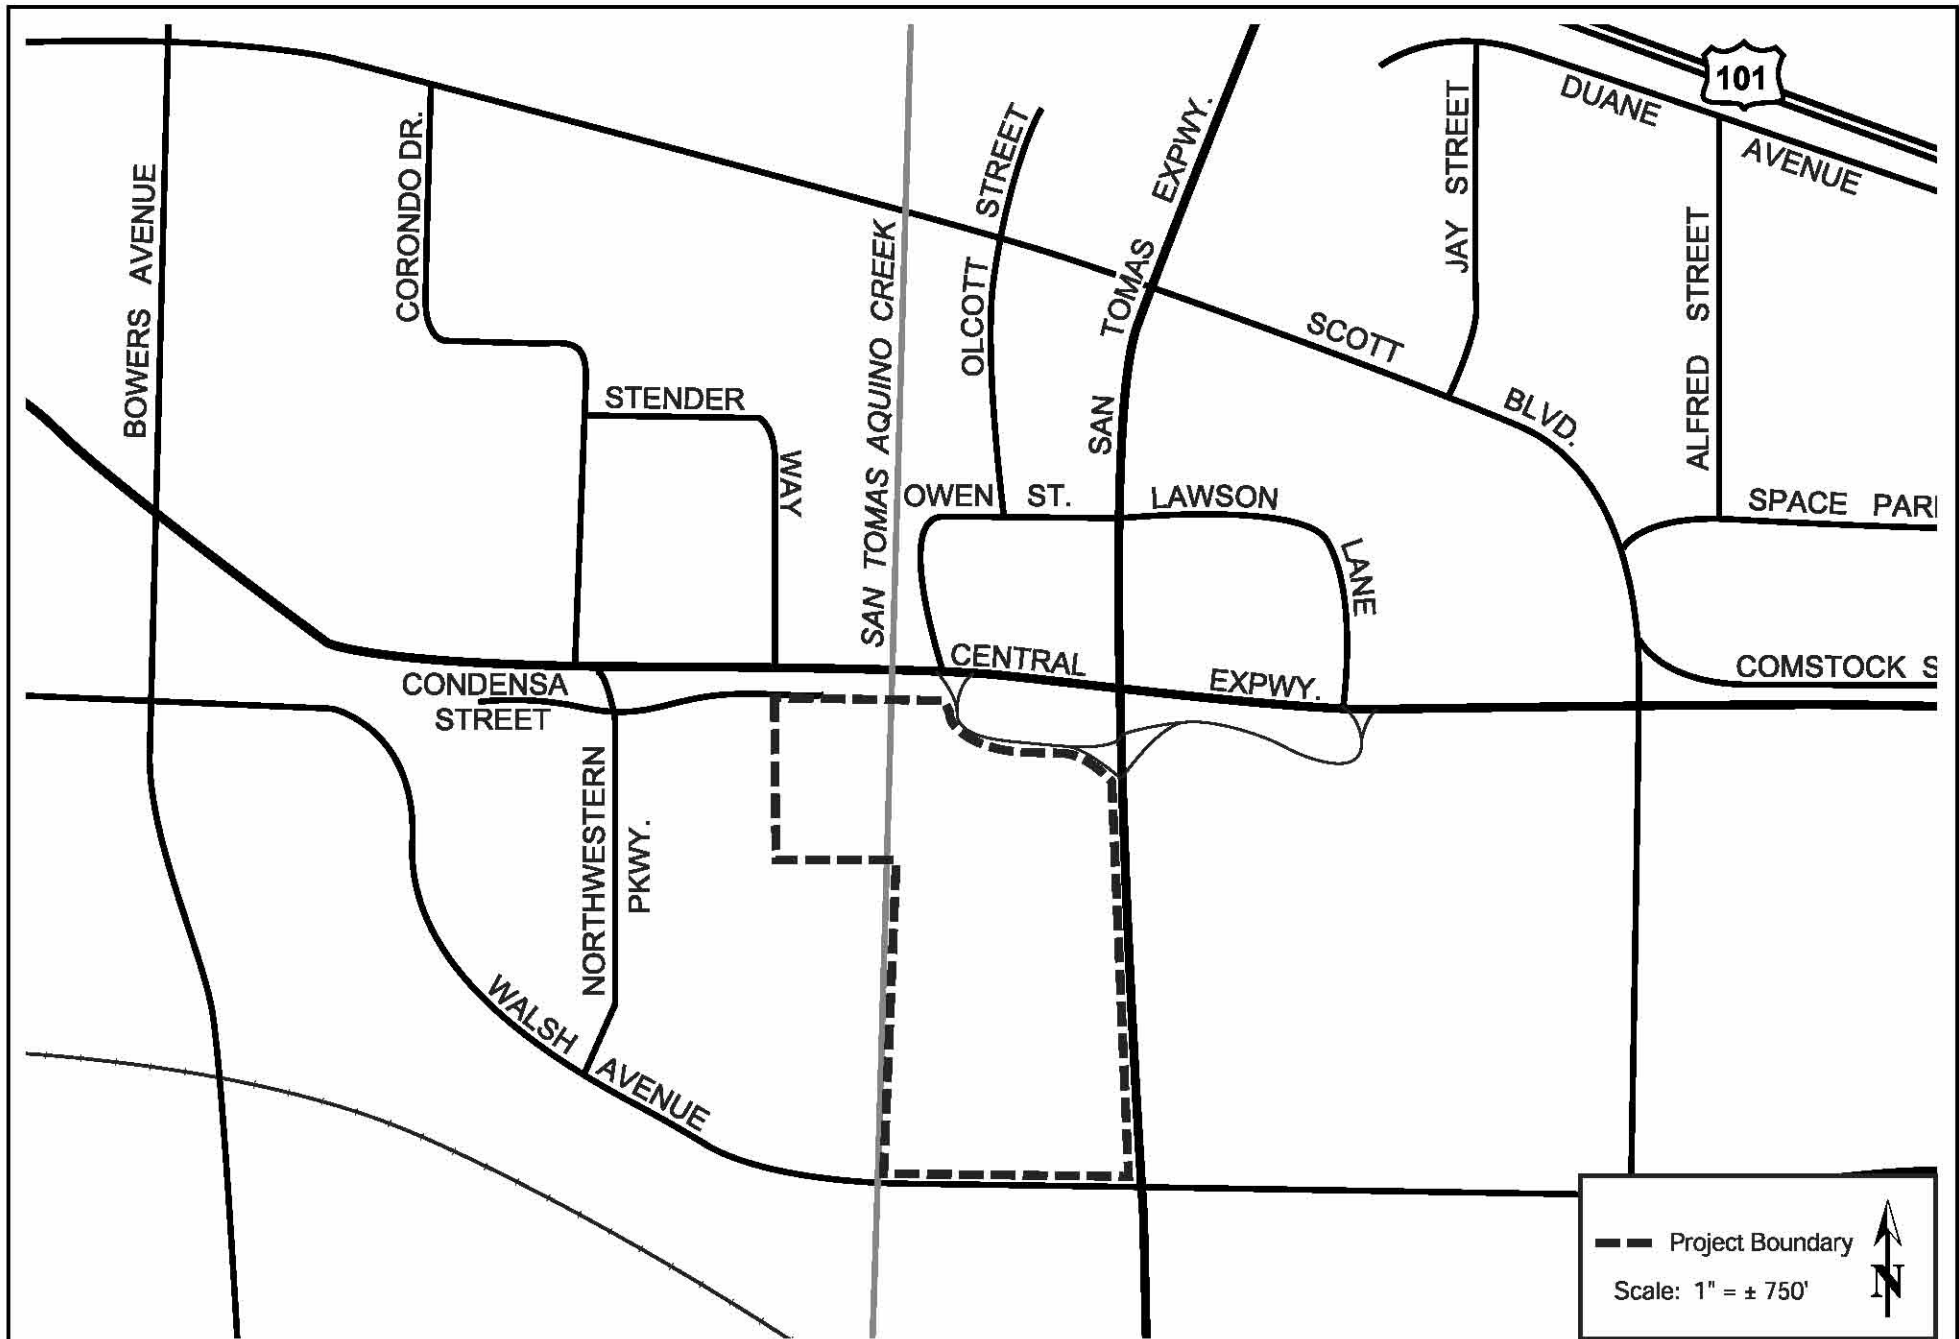 101
DUANE
AVENUE
BOWERS AVENUE
CORONDO DR.
STENDER
WAY
SAN TOMAS AQUINO CREEK
OLCOTT STREET
SAN TOMAS EXPWY.
JAY STREET
ALFRED STREET
SCOTT
BLVD.
OWEN ST.
LAWSON
LANE
SPACE PAR
COMSTOCK S
CENTRAL
EXPWY.
CONDENSA
STREET
NORTHWESTERN
PKWY.
WALSH
AVENUE
Project Boundary
Scale: 1" = ± 750'
N